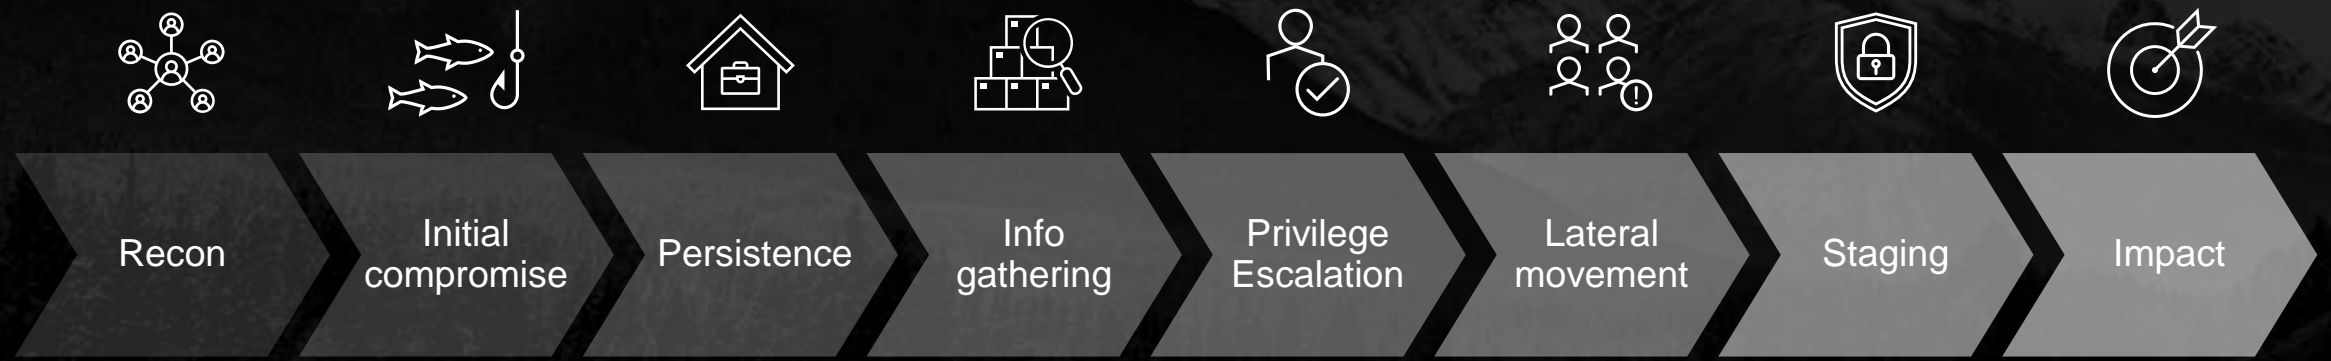 Recon
Initial
compromise
Persistence
Info
gathering
Privilege
Escalation
Lateral
movement
Staging
Impact